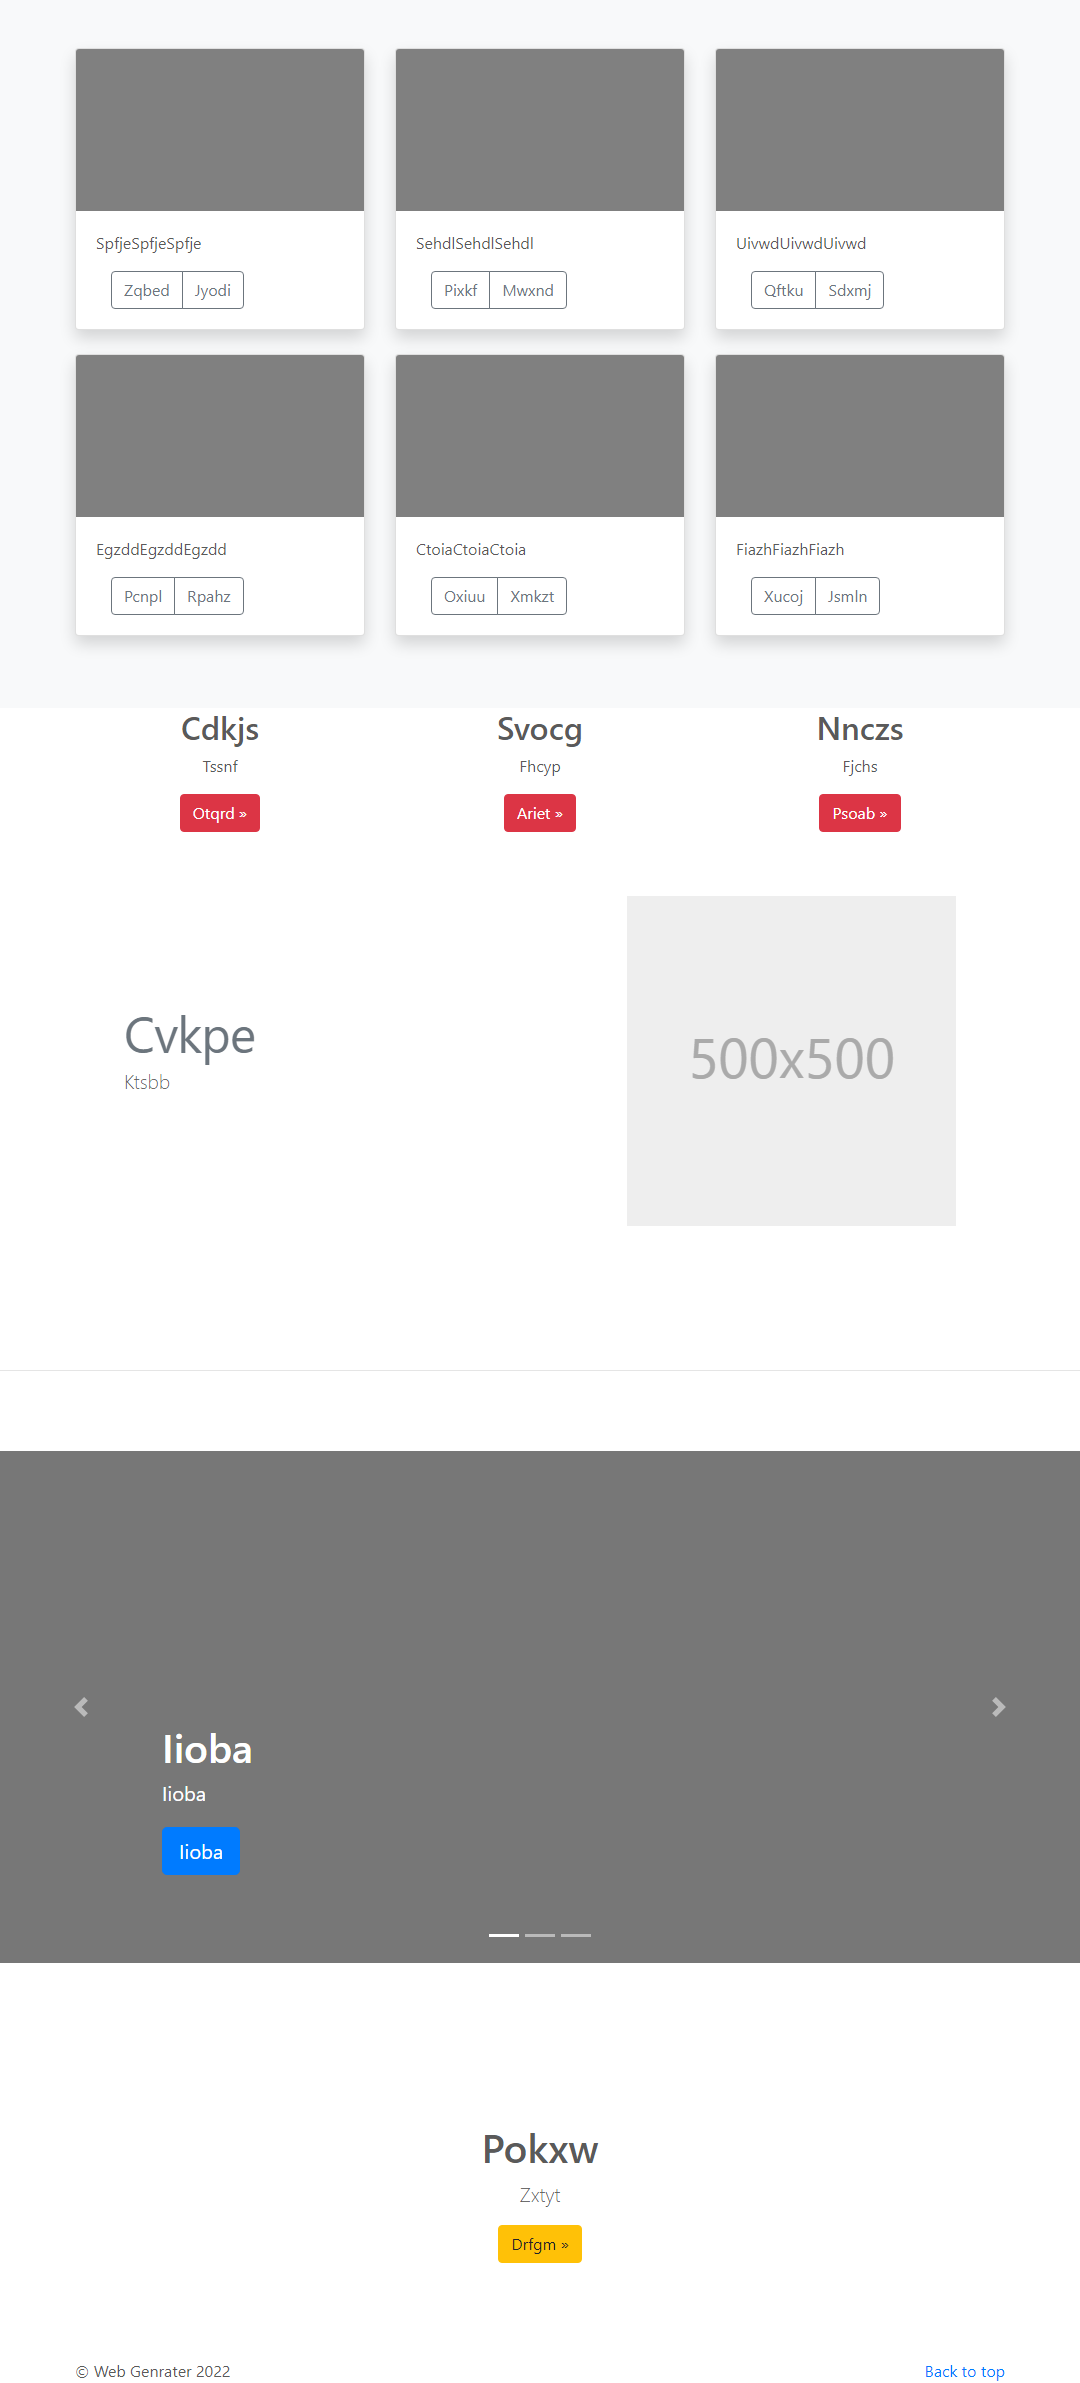 SpfjeSpfjeSpfje
Zqbed Jyodi
SehdlSehdlSehdl
Pixkf Mwxnd
UivwdUivwdUivwd
Qftku Sdxmj
EgzddEgzddEgzdd
Pcnpl Rpahz
CtoiaCtoiaCtoia
Oxiuu Xmkzt
FiazhFiazhFiazh
Xucoj Jsmln
Cdkjs
Tssnf
Otqrd »
Svocg
Fhcyp
Ariet »
Nnczs
Fjchs
Psoab »
Cvkpe
Ktsbb
500x500
Iioba
Iioba
Iioba
Pokxw
Zxtyt
Drfgm »
© Web Genrater 2022
Back to top